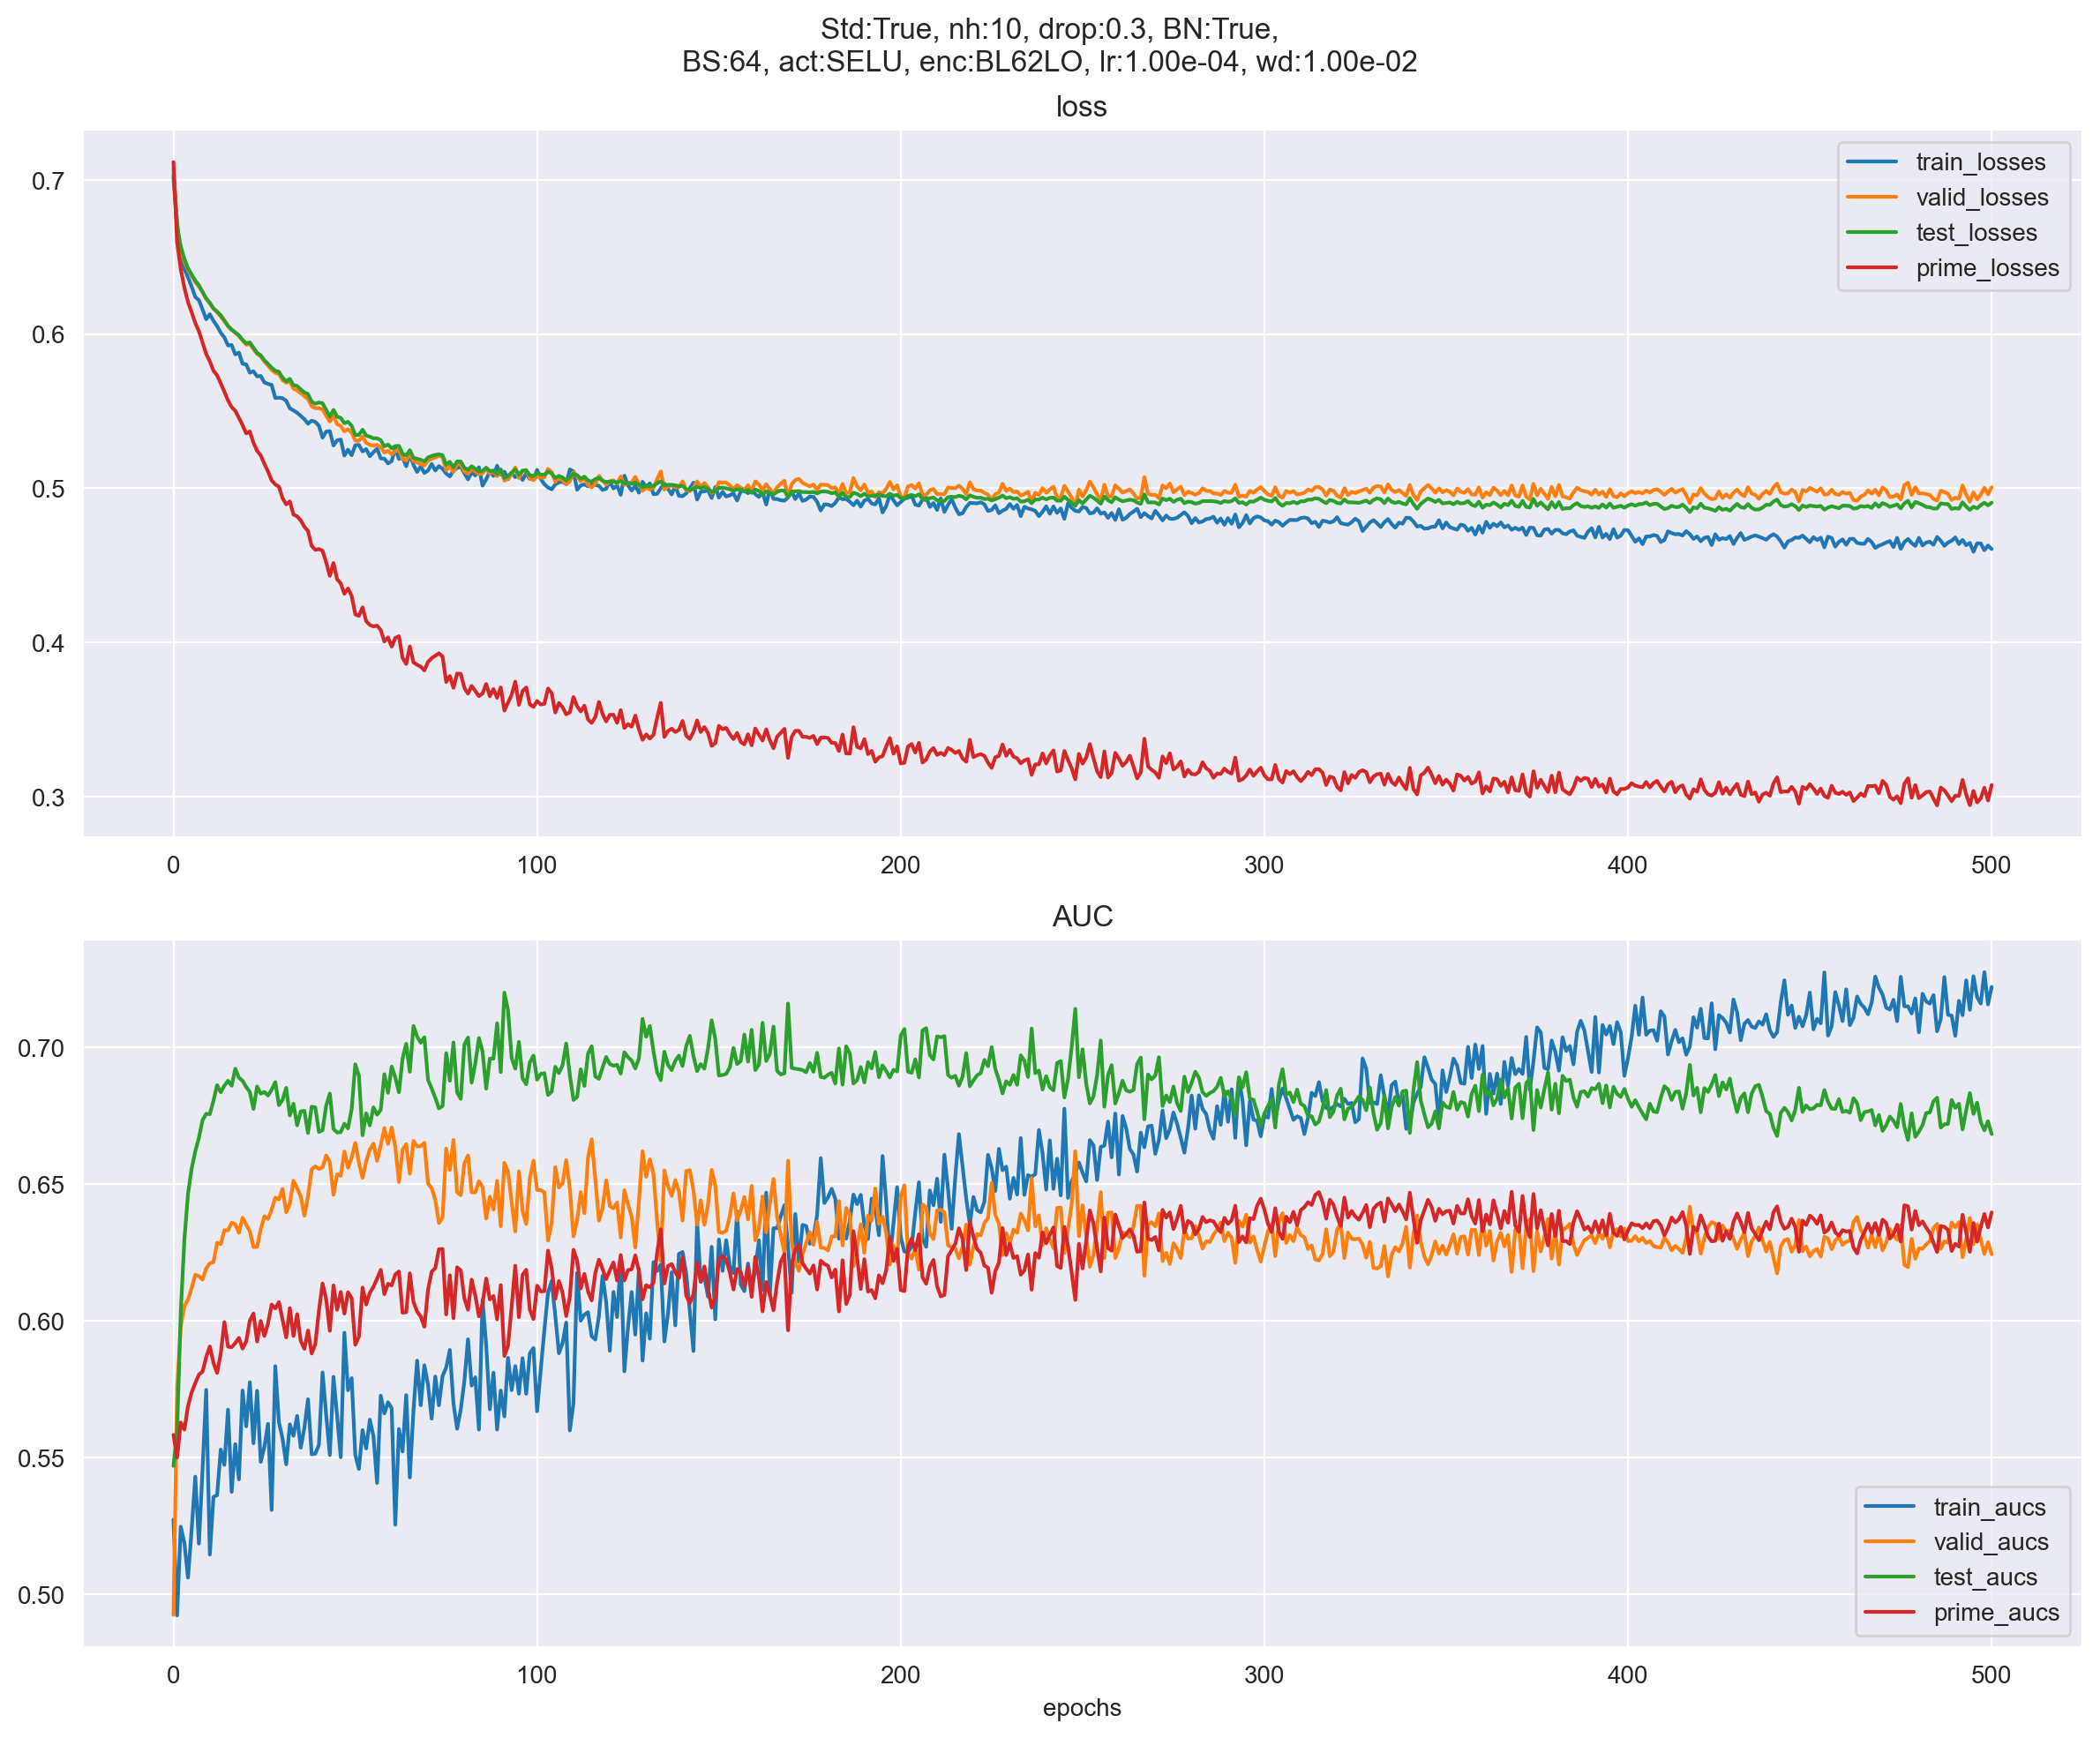 Std:True, nh:10, drop:0.3, BN:True,
BS:64, act:SELU, enc:BL62LO, lr:1.00e-04, wd:1.00e-02
loss
train_losses
valid_losses
test_losses
prime_losses
0.7
0.6
0.5
0.4
0.3
0 100 200 300 400 500
AUC
0.70
0.65
0.60
0.55
0.50
train_aucs
valid_aucs
test_aucs
prime_aucs
0 100 200 300 400 500
epochs